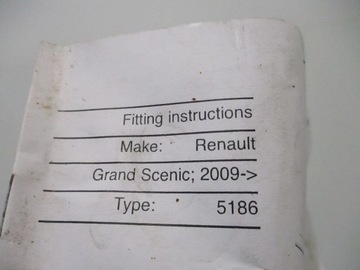 Fitting instructions
Make: Renault
Grand Scenic; 2009->
Type: 5186